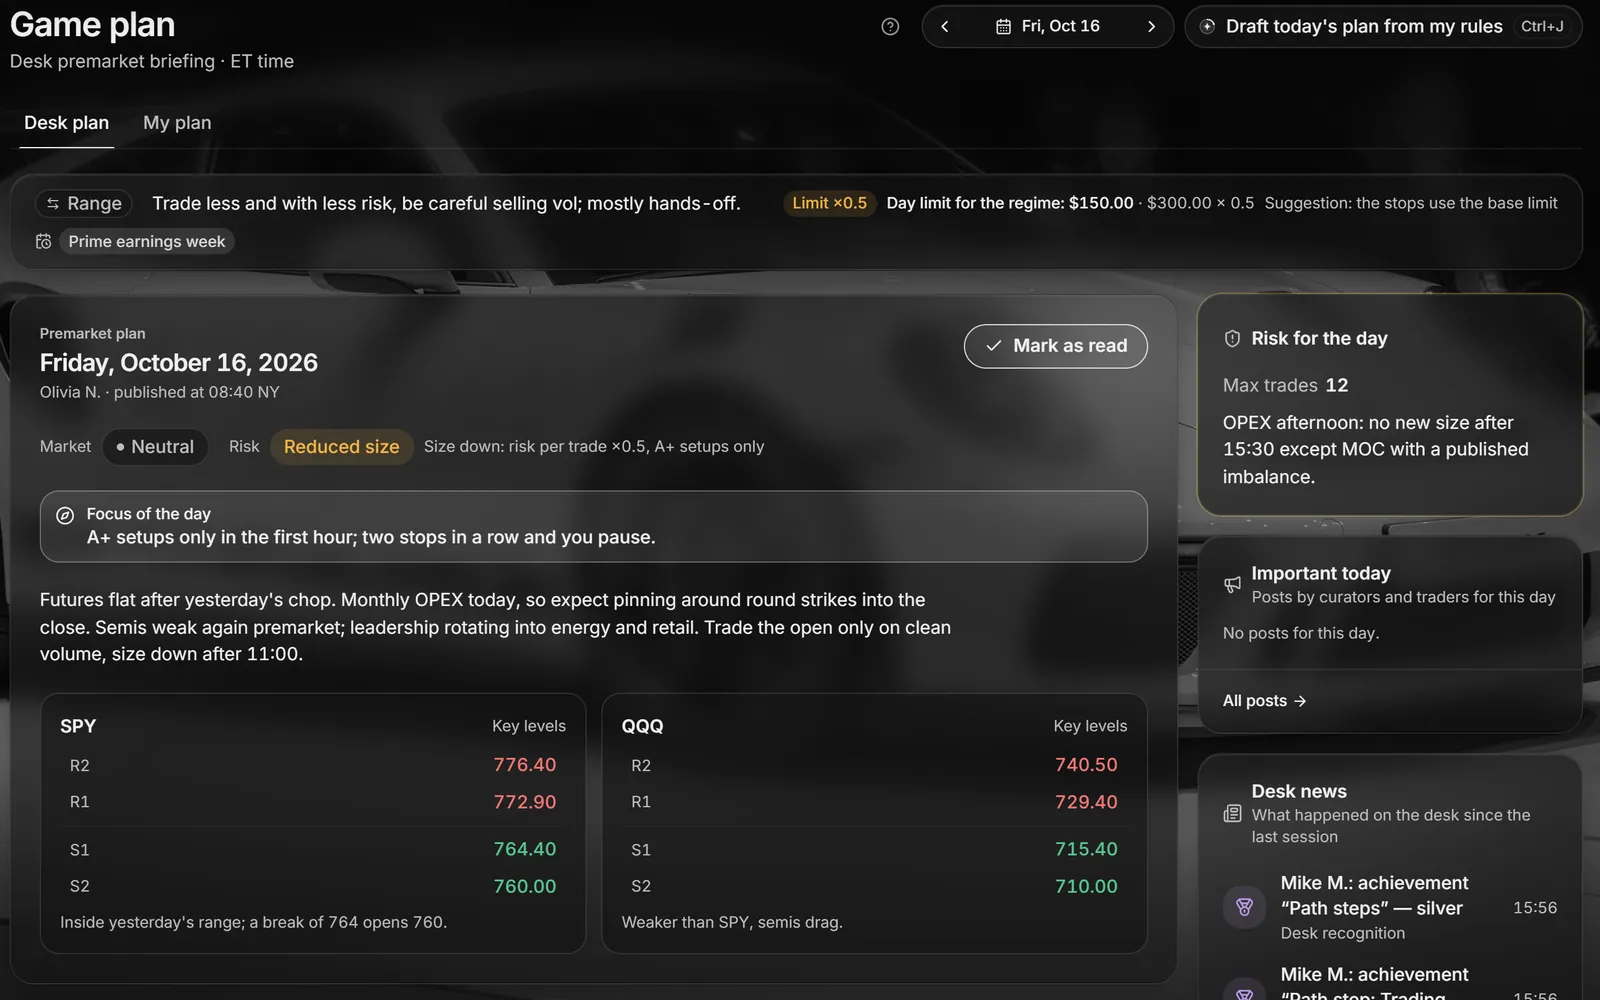 Game plan
Desk premarket briefing · ET time
Fri, Oct 16
Draft today's plan from my rules Ctrl+J
Desk plan My plan
Range Trade less and with less risk, be careful selling vol; mostly hands-off. Limit ×0.5 Day limit for the regime: $150.00 · $300.00 × 0.5 Suggestion: the stops use the base limit
Prime earnings week
Premarket plan
Friday, October 16, 2026
Olivia N. · published at 08:40 NY
Mark as read
Market • Neutral Risk Reduced size Size down: risk per trade ×0.5, A+ setups only
Focus of the day
A+ setups only in the first hour; two stops in a row and you pause.
Futures flat after yesterday's chop. Monthly OPEX today, so expect pinning around round strikes into the
close. Semis weak again premarket; leadership rotating into energy and retail. Trade the open only on clean
volume, size down after 11:00.
SPY Key levels
R2 776.40
R1 772.90
S1 764.40
S2 760.00
Inside yesterday's range; a break of 764 opens 760.
QQQ Key levels
R2 740.50
R1 729.40
S1 715.40
S2 710.00
Weaker than SPY, semis drag.
Risk for the day
Max trades 12
OPEX afternoon: no new size after
15:30 except MOC with a published
imbalance.
Important today
Posts by curators and traders for this day
No posts for this day.
All posts →
Desk news
What happened on the desk since the
last session
Mike M.: achievement
“Path steps” — silver 15:56
Desk recognition
Mike M.: achievement
“Path step: Trading 15:56